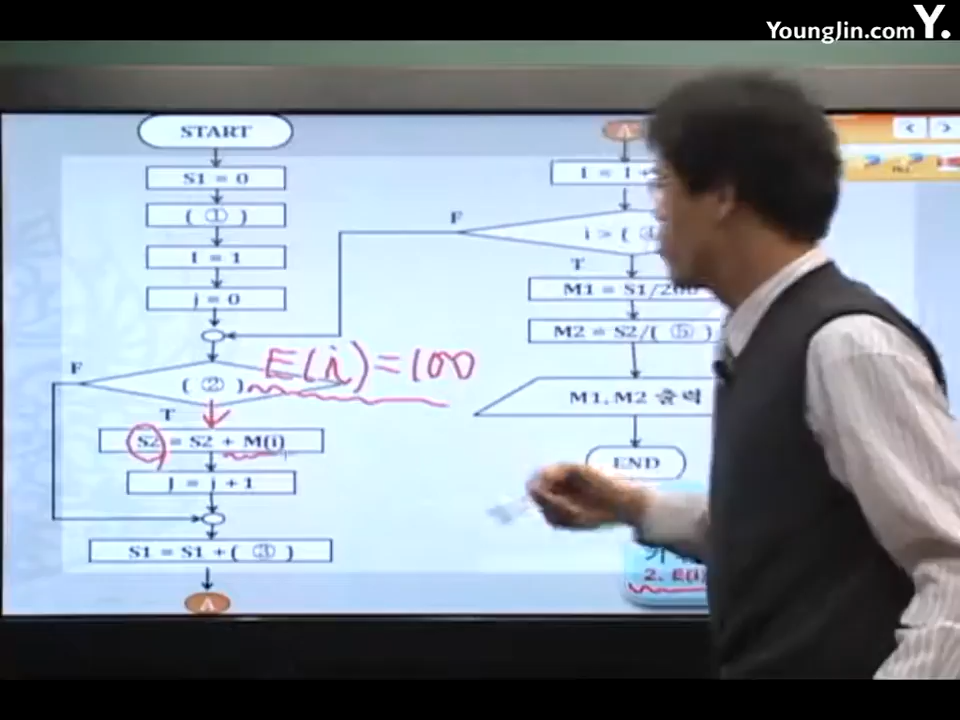 YoungJin.com Y.
START
S1 = 0
( ① )
i = 1
j = 0
F
( ② )
E(i)=100
T
S2 = S2 + M(i)
j = j + 1
S1 = S1 +( ③ )
A
A
F
i > (
T
M1 = S1/200
M2 = S2/( ⑤ )
M1, M2 출력
END
2. E(i)